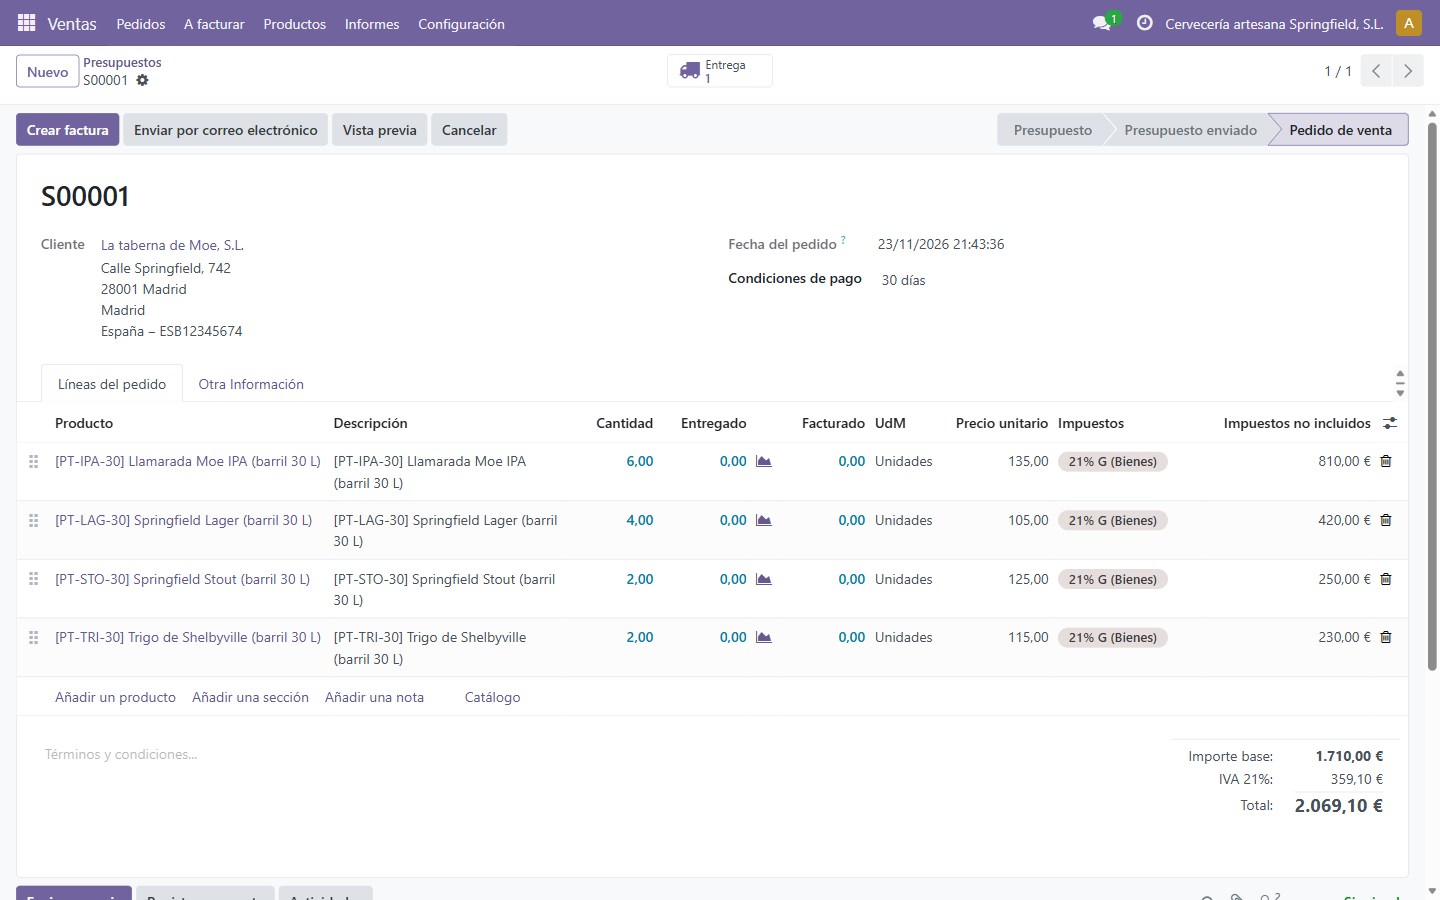 Ventas Pedidos A facturar Productos Informes Configuración 1 Cervecería artesana Springfield, S.L. A
Nuevo Presupuestos
S00001
Entrega
1
1 / 1
Crear factura Enviar por correo electrónico Vista previa Cancelar Presupuesto Presupuesto enviado Pedido de venta
S00001
Cliente La taberna de Moe, S.L.
Calle Springfield, 742
28001 Madrid
Madrid
España – ESB12345674
Fecha del pedido ? 23/11/2026 21:43:36
Condiciones de pago 30 días
Líneas del pedido Otra Información
Producto Descripción Cantidad Entregado Facturado UdM Precio unitario Impuestos Impuestos no incluidos
[PT-IPA-30] Llamarada Moe IPA (barril 30 L) [PT-IPA-30] Llamarada Moe IPA 6,00 0,00 0,00 Unidades 135,00 21% G (Bienes) 810,00 €
(barril 30 L)
[PT-LAG-30] Springfield Lager (barril 30 L) [PT-LAG-30] Springfield Lager (barril 4,00 0,00 0,00 Unidades 105,00 21% G (Bienes) 420,00 €
30 L)
[PT-STO-30] Springfield Stout (barril 30 L) [PT-STO-30] Springfield Stout (barril 2,00 0,00 0,00 Unidades 125,00 21% G (Bienes) 250,00 €
30 L)
[PT-TRI-30] Trigo de Shelbyville (barril 30 L) [PT-TRI-30] Trigo de Shelbyville 2,00 0,00 0,00 Unidades 115,00 21% G (Bienes) 230,00 €
(barril 30 L)
Añadir un producto Añadir una sección Añadir una nota Catálogo
Términos y condiciones...
Importe base: 1.710,00 €
IVA 21%: 359,10 €
Total: 2.069,10 €
2